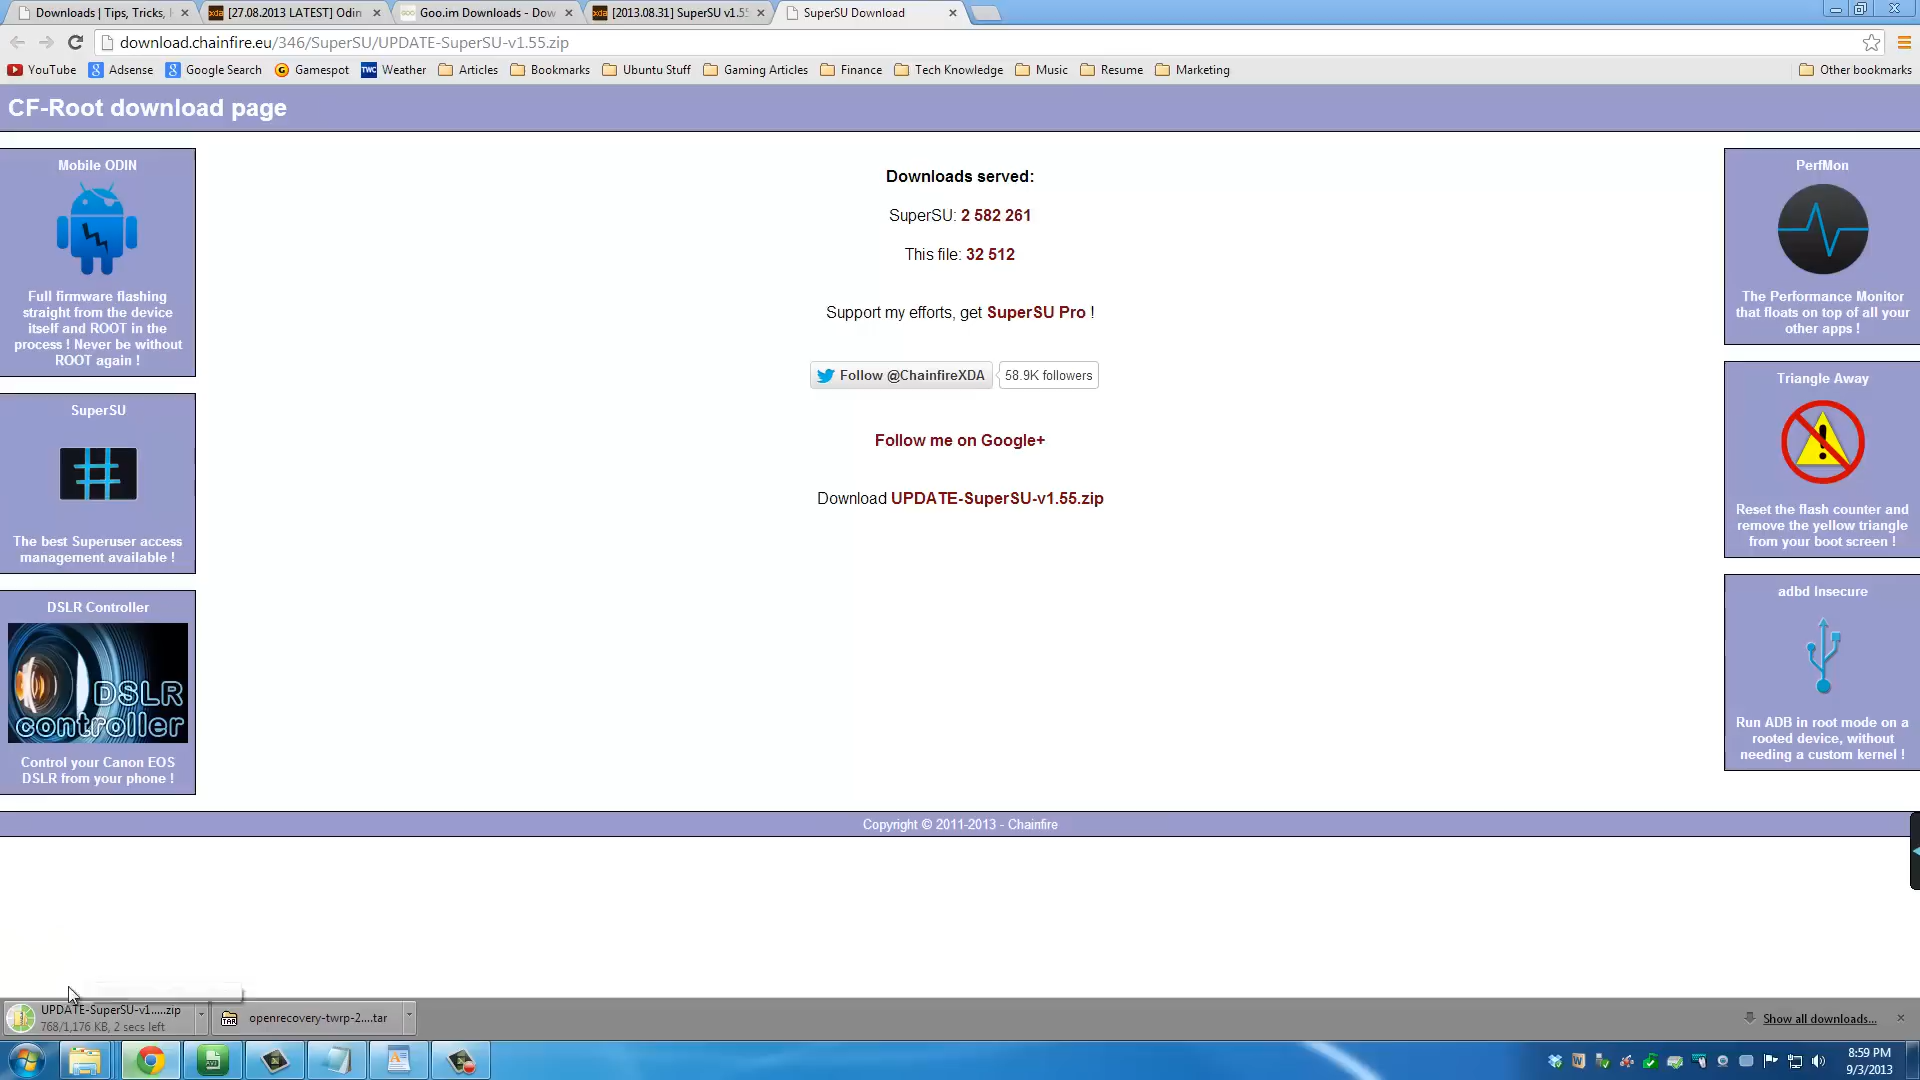 Downloads | Tips, Tricks,
[27.08.2013 LATEST] Odin
Goo.im Downloads - Dow
[2013.08.31] SuperSU v1.55
SuperSU Download
download.chainfire.eu/346/SuperSU/UPDATE-SuperSU-v1.55.zip
YouTube
Adsense
Google Search
Gamespot
TWC Weather
Articles
Bookmarks
Ubuntu Stuff
Gaming Articles
Finance
Tech Knowledge
Music
Resume
Marketing
Other bookmarks
CF-Root download page
Mobile ODIN
Full firmware flashing
straight from the device
itself and ROOT in the
process ! Never be without
ROOT again !
SuperSU
The best Superuser access
management available !
DSLR Controller
DSLR
controller
Control your Canon EOS
DSLR from your phone !
Downloads served:
SuperSU: 2 582 261
This file: 32 512
Support my efforts, get SuperSU Pro !
Follow @ChainfireXDA
58.9K followers
Follow me on Google+
Download UPDATE-SuperSU-v1.55.zip
PerfMon
The Performance Monitor
that floats on top of all your
other apps !
Triangle Away
Reset the flash counter and
remove the yellow triangle
from your boot screen !
adbd Insecure
Run ADB in root mode on a
rooted device, without
needing a custom kernel !
Copyright © 2011-2013 - Chainfire
UPDATE-SuperSU-v1.....zip
768/1,176 KB, 2 secs left
TAR
openrecovery-twrp-2....tar
Show all downloads...
8:59 PM
9/3/2013